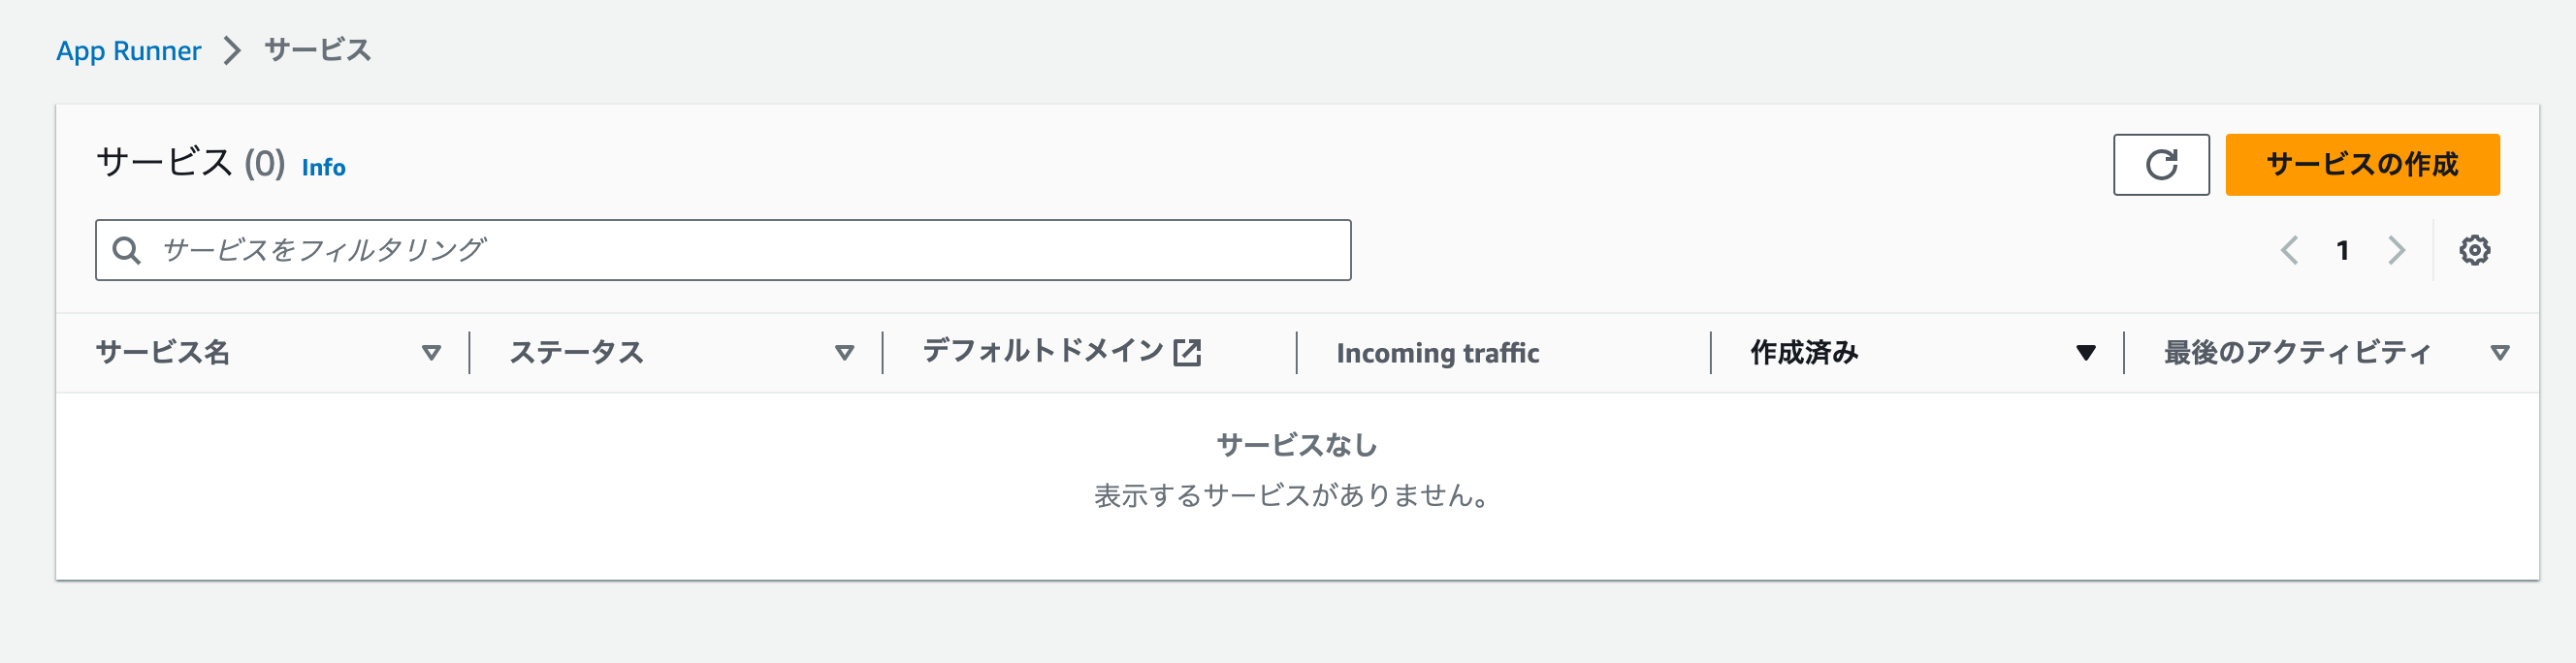 App Runner > サービス
サービス (0) Info
サービスの作成
サービスをフィルタリング
1
サービス名 ステータス デフォルトドメイン Incoming traffic 作成済み 最後のアクティビティ
サービスなし
表示するサービスがありません。